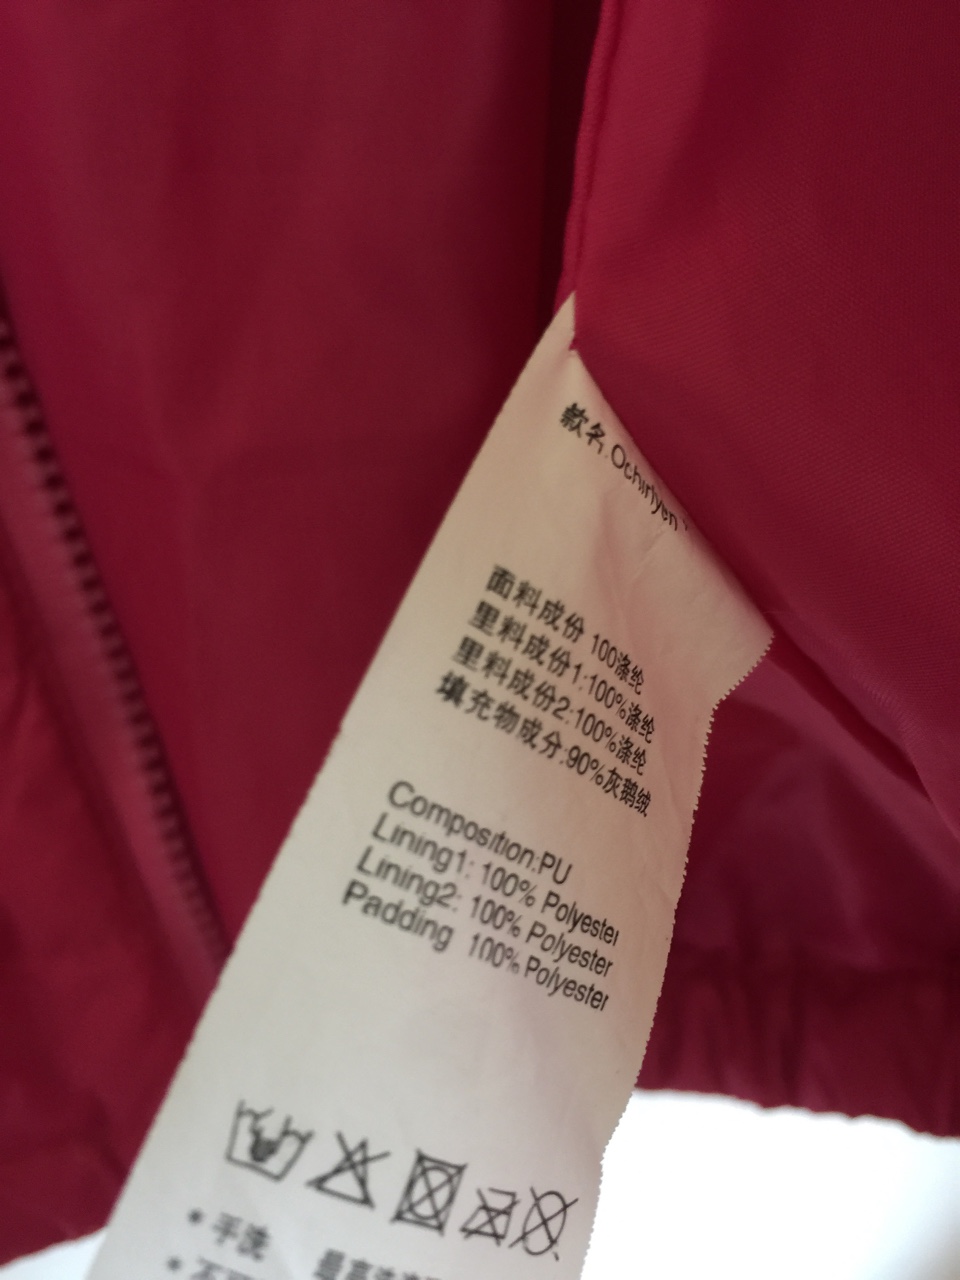 款名:Ochirlyen
面料成份 100涤纶
里料成份1:100%涤纶
里料成份2:100%涤纶
填充物成分:90%灰鹅绒
Composition:PU
Lining1: 100% Polyester
Lining2: 100% Polyester
Padding 100% Polyester
* 手洗